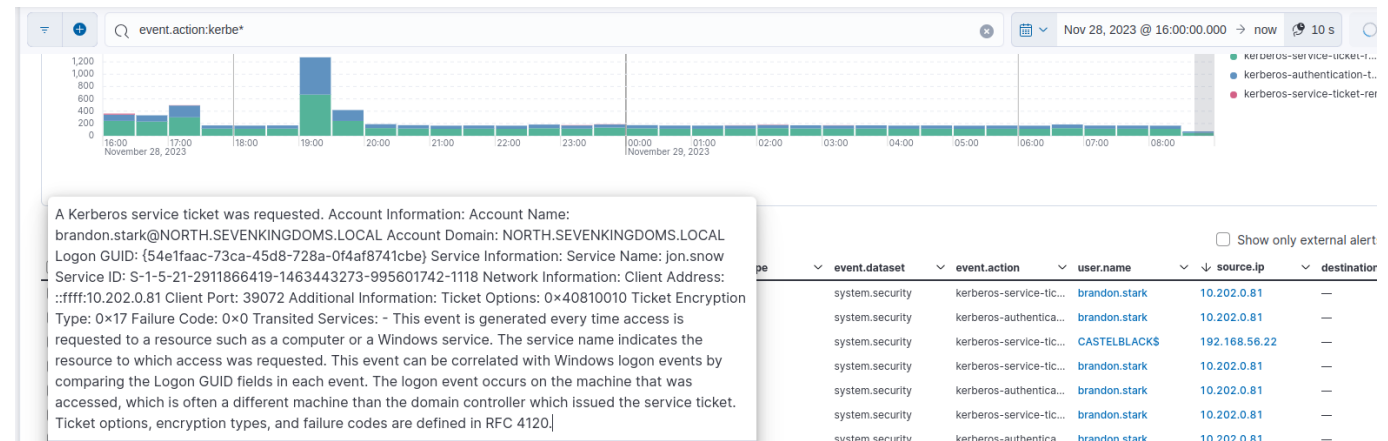 event.action:kerbe*
Nov 28, 2023 @ 16:00:00.000 → now
10 s
1,200
1,000
800
600
400
200
0
16:00
17:00
18:00
19:00
20:00
21:00
22:00
23:00
00:00
01:00
02:00
03:00
04:00
05:00
06:00
07:00
08:00
November 28, 2023
November 29, 2023
kerberos-service-ticket-r...
kerberos-authentication-t...
kerberos-service-ticket-rer
A Kerberos service ticket was requested. Account Information: Account Name:
brandon.stark@NORTH.SEVENKINGDOMS.LOCAL Account Domain: NORTH.SEVENKINGDOMS.LOCAL
Logon GUID: {54e1faac-73ca-45d8-728a-0f4af8741cbe} Service Information: Service Name: jon.snow
Service ID: S-1-5-21-2911866419-1463443273-995601742-1118 Network Information: Client Address:
::ffff:10.202.0.81 Client Port: 39072 Additional Information: Ticket Options: 0×40810010 Ticket Encryption
Type: 0×17 Failure Code: 0×0 Transited Services: - This event is generated every time access is
requested to a resource such as a computer or a Windows service. The service name indicates the
resource to which access was requested. This event can be correlated with Windows logon events by
comparing the Logon GUID fields in each event. The logon event occurs on the machine that was
accessed, which is often a different machine than the domain controller which issued the service ticket.
Ticket options, encryption types, and failure codes are defined in RFC 4120.
Show only external alert
pe event.dataset event.action user.name ↓ source.ip destination
system.security kerberos-service-tic... brandon.stark 10.202.0.81 —
system.security kerberos-authentica... brandon.stark 10.202.0.81 —
system.security kerberos-service-tic... CASTELBLACK$ 192.168.56.22 —
system.security kerberos-service-tic... brandon.stark 10.202.0.81 —
system.security kerberos-authentica... brandon.stark 10.202.0.81 —
system.security kerberos-service-tic... brandon.stark 10.202.0.81 —
system.security kerberos-authentica... brandon.stark 10.202.0.81 —